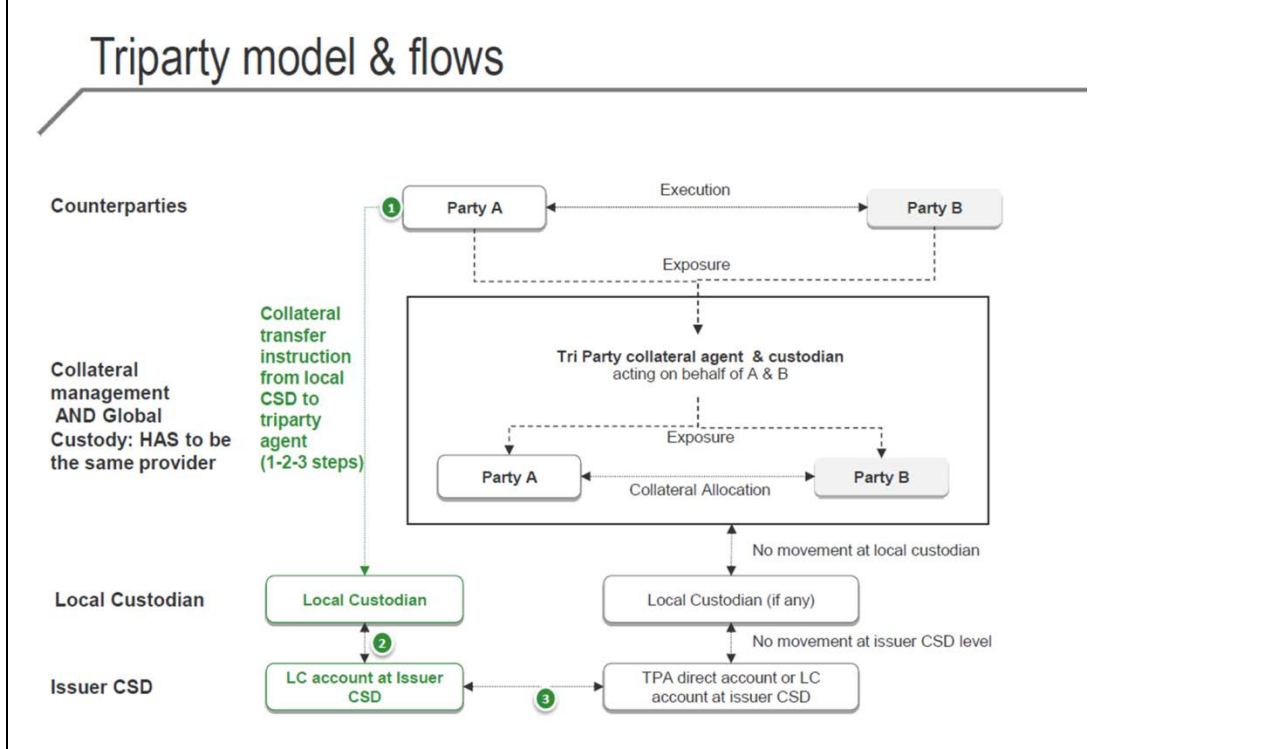 Triparty model & flows
Counterparties
1
Party A
Execution
Party B
Exposure
Collateral
transfer
instruction
from local
CSD to
triparty
agent
(1-2-3 steps)
Collateral
management
AND Global
Custody: HAS to be
the same provider
Tri Party collateral agent & custodian
acting on behalf of A & B
Exposure
Party A
Collateral Allocation
Party B
No movement at local custodian
Local Custodian
Local Custodian
Local Custodian (if any)
2
No movement at issuer CSD level
Issuer CSD
LC account at Issuer
CSD
3
TPA direct account or LC
account at issuer CSD